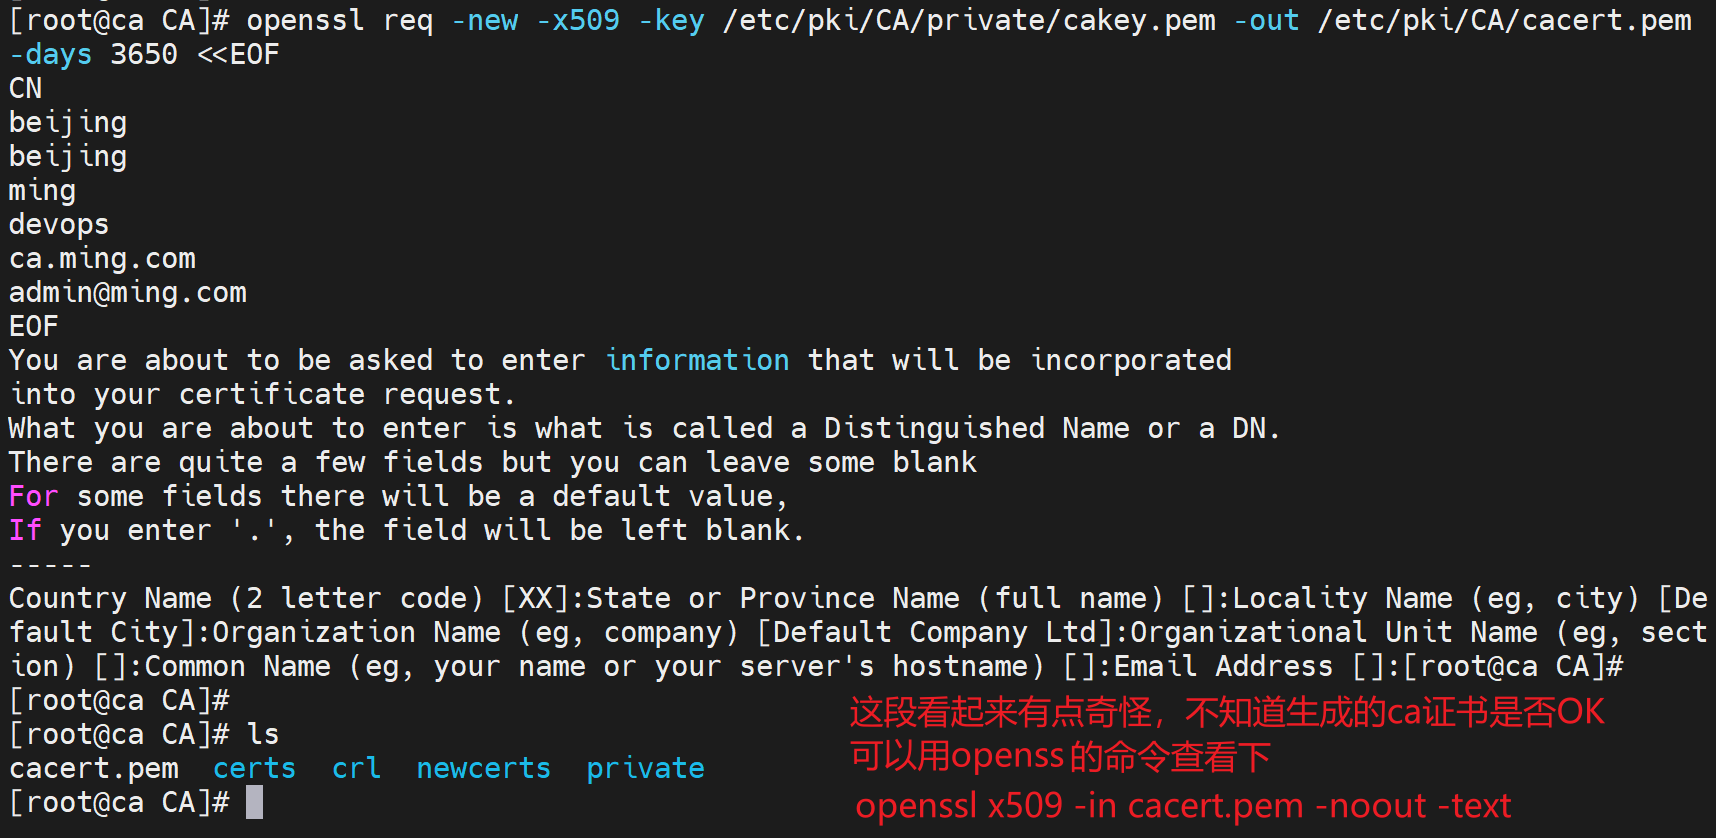 [root@ca CA]# openssl req -new -x509 -key /etc/pki/CA/private/cakey.pem -out /etc/pki/CA/cacert.pem
-days 3650 <<EOF
CN
beijing
beijing
ming
devops
ca.ming.com
admin@ming.com
EOF
You are about to be asked to enter information that will be incorporated
into your certificate request.
What you are about to enter is what is called a Distinguished Name or a DN.
There are quite a few fields but you can leave some blank
For some fields there will be a default value,
If you enter '.', the field will be left blank.
-----
Country Name (2 letter code) [XX]:State or Province Name (full name) []:Locality Name (eg, city) [De
fault City]:Organization Name (eg, company) [Default Company Ltd]:Organizational Unit Name (eg, sect
ion) []:Common Name (eg, your name or your server's hostname) []:Email Address []:[root@ca CA]#
[root@ca CA]#
[root@ca CA]# ls
cacert.pem certs crl newcerts private
[root@ca CA]#
这段看起来有点奇怪，不知道生成的ca证书是否OK
可以用openss的命令查看下
openssl x509 -in cacert.pem -noout -text